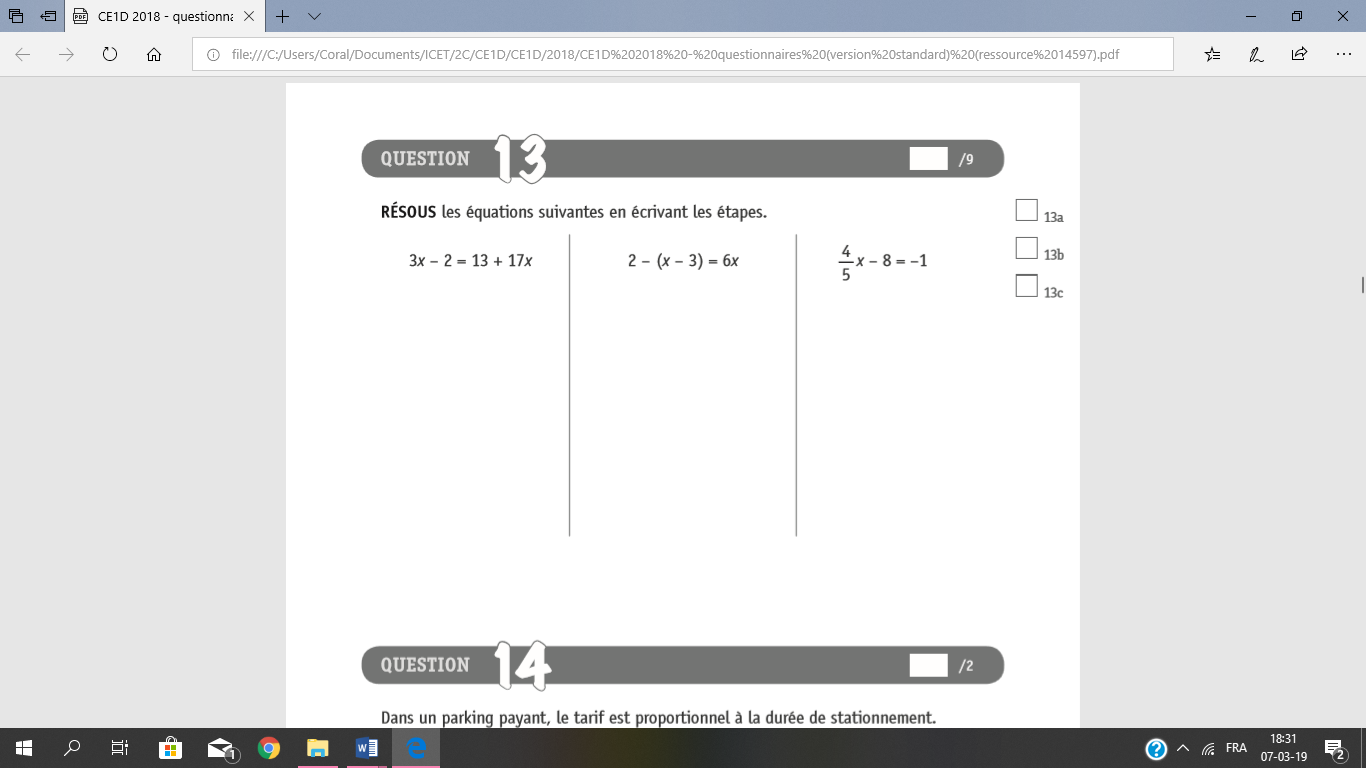 CE1D 2018 - questionna
file:///C:/Users/Coral/Documents/ICET/2C/CE1D/CE1D/2018/CE1D%202018%20-%20questionnaires%20(version%20standard)%20(ressource%2014597).pdf
QUESTION 13 /9
RÉSOUS les équations suivantes en écrivant les étapes.
13a
13b
13c
3x – 2 = 13 + 17x
2 – (x – 3) = 6x
4/5 x – 8 = –1
QUESTION 14 /2
Dans un parking payant, le tarif est proportionnel à la durée de stationnement.
1
FRA
18:31
07-03-19
2